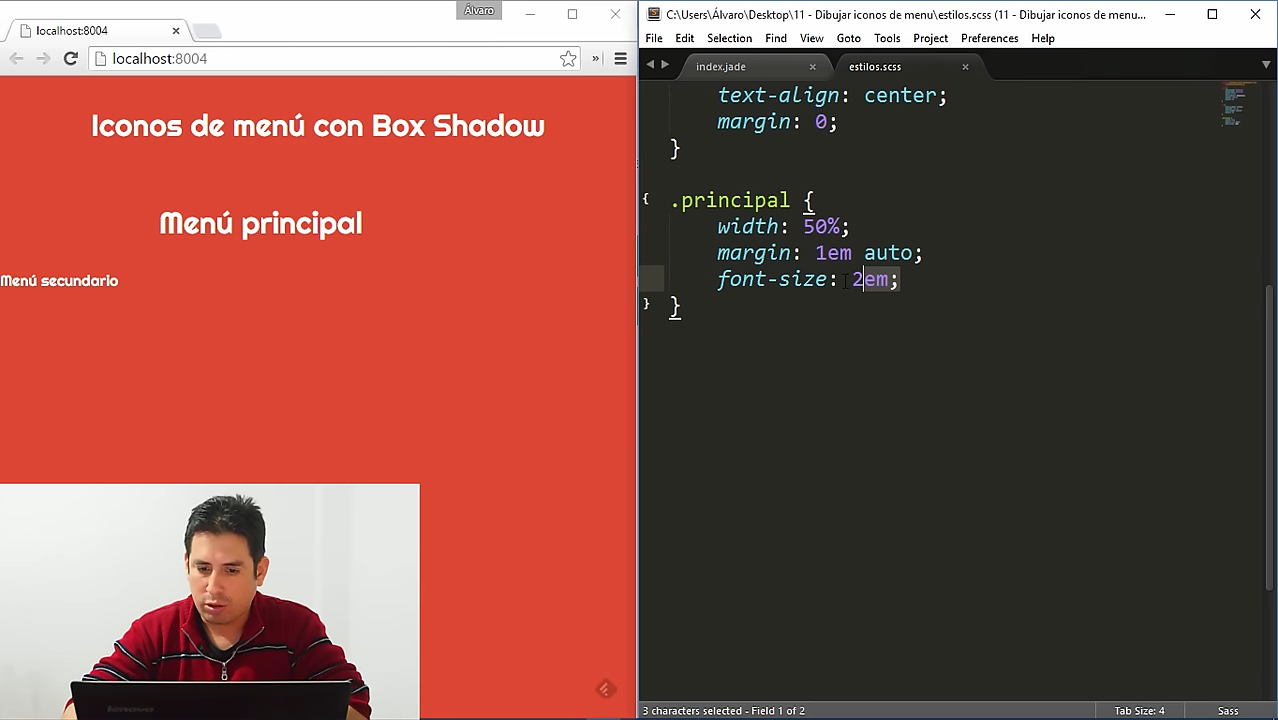 Álvaro
localhost:8004
localhost:8004
Iconos de menú con Box Shadow
Menú principal
Menú secundario
C:\Users\Álvaro\Desktop\11 - Dibujar iconos de menu\estilos.scss (11 - Dibujar iconos de menu...
File Edit Selection Find View Goto Tools Project Preferences Help
index.jade estilos.scss
text-align: center;
margin: 0;
}
.principal {
width: 50%;
margin: 1em auto;
font-size: 2em;
}
3 characters selected - Field 1 of 2 Tab Size: 4 Sass
lenovo